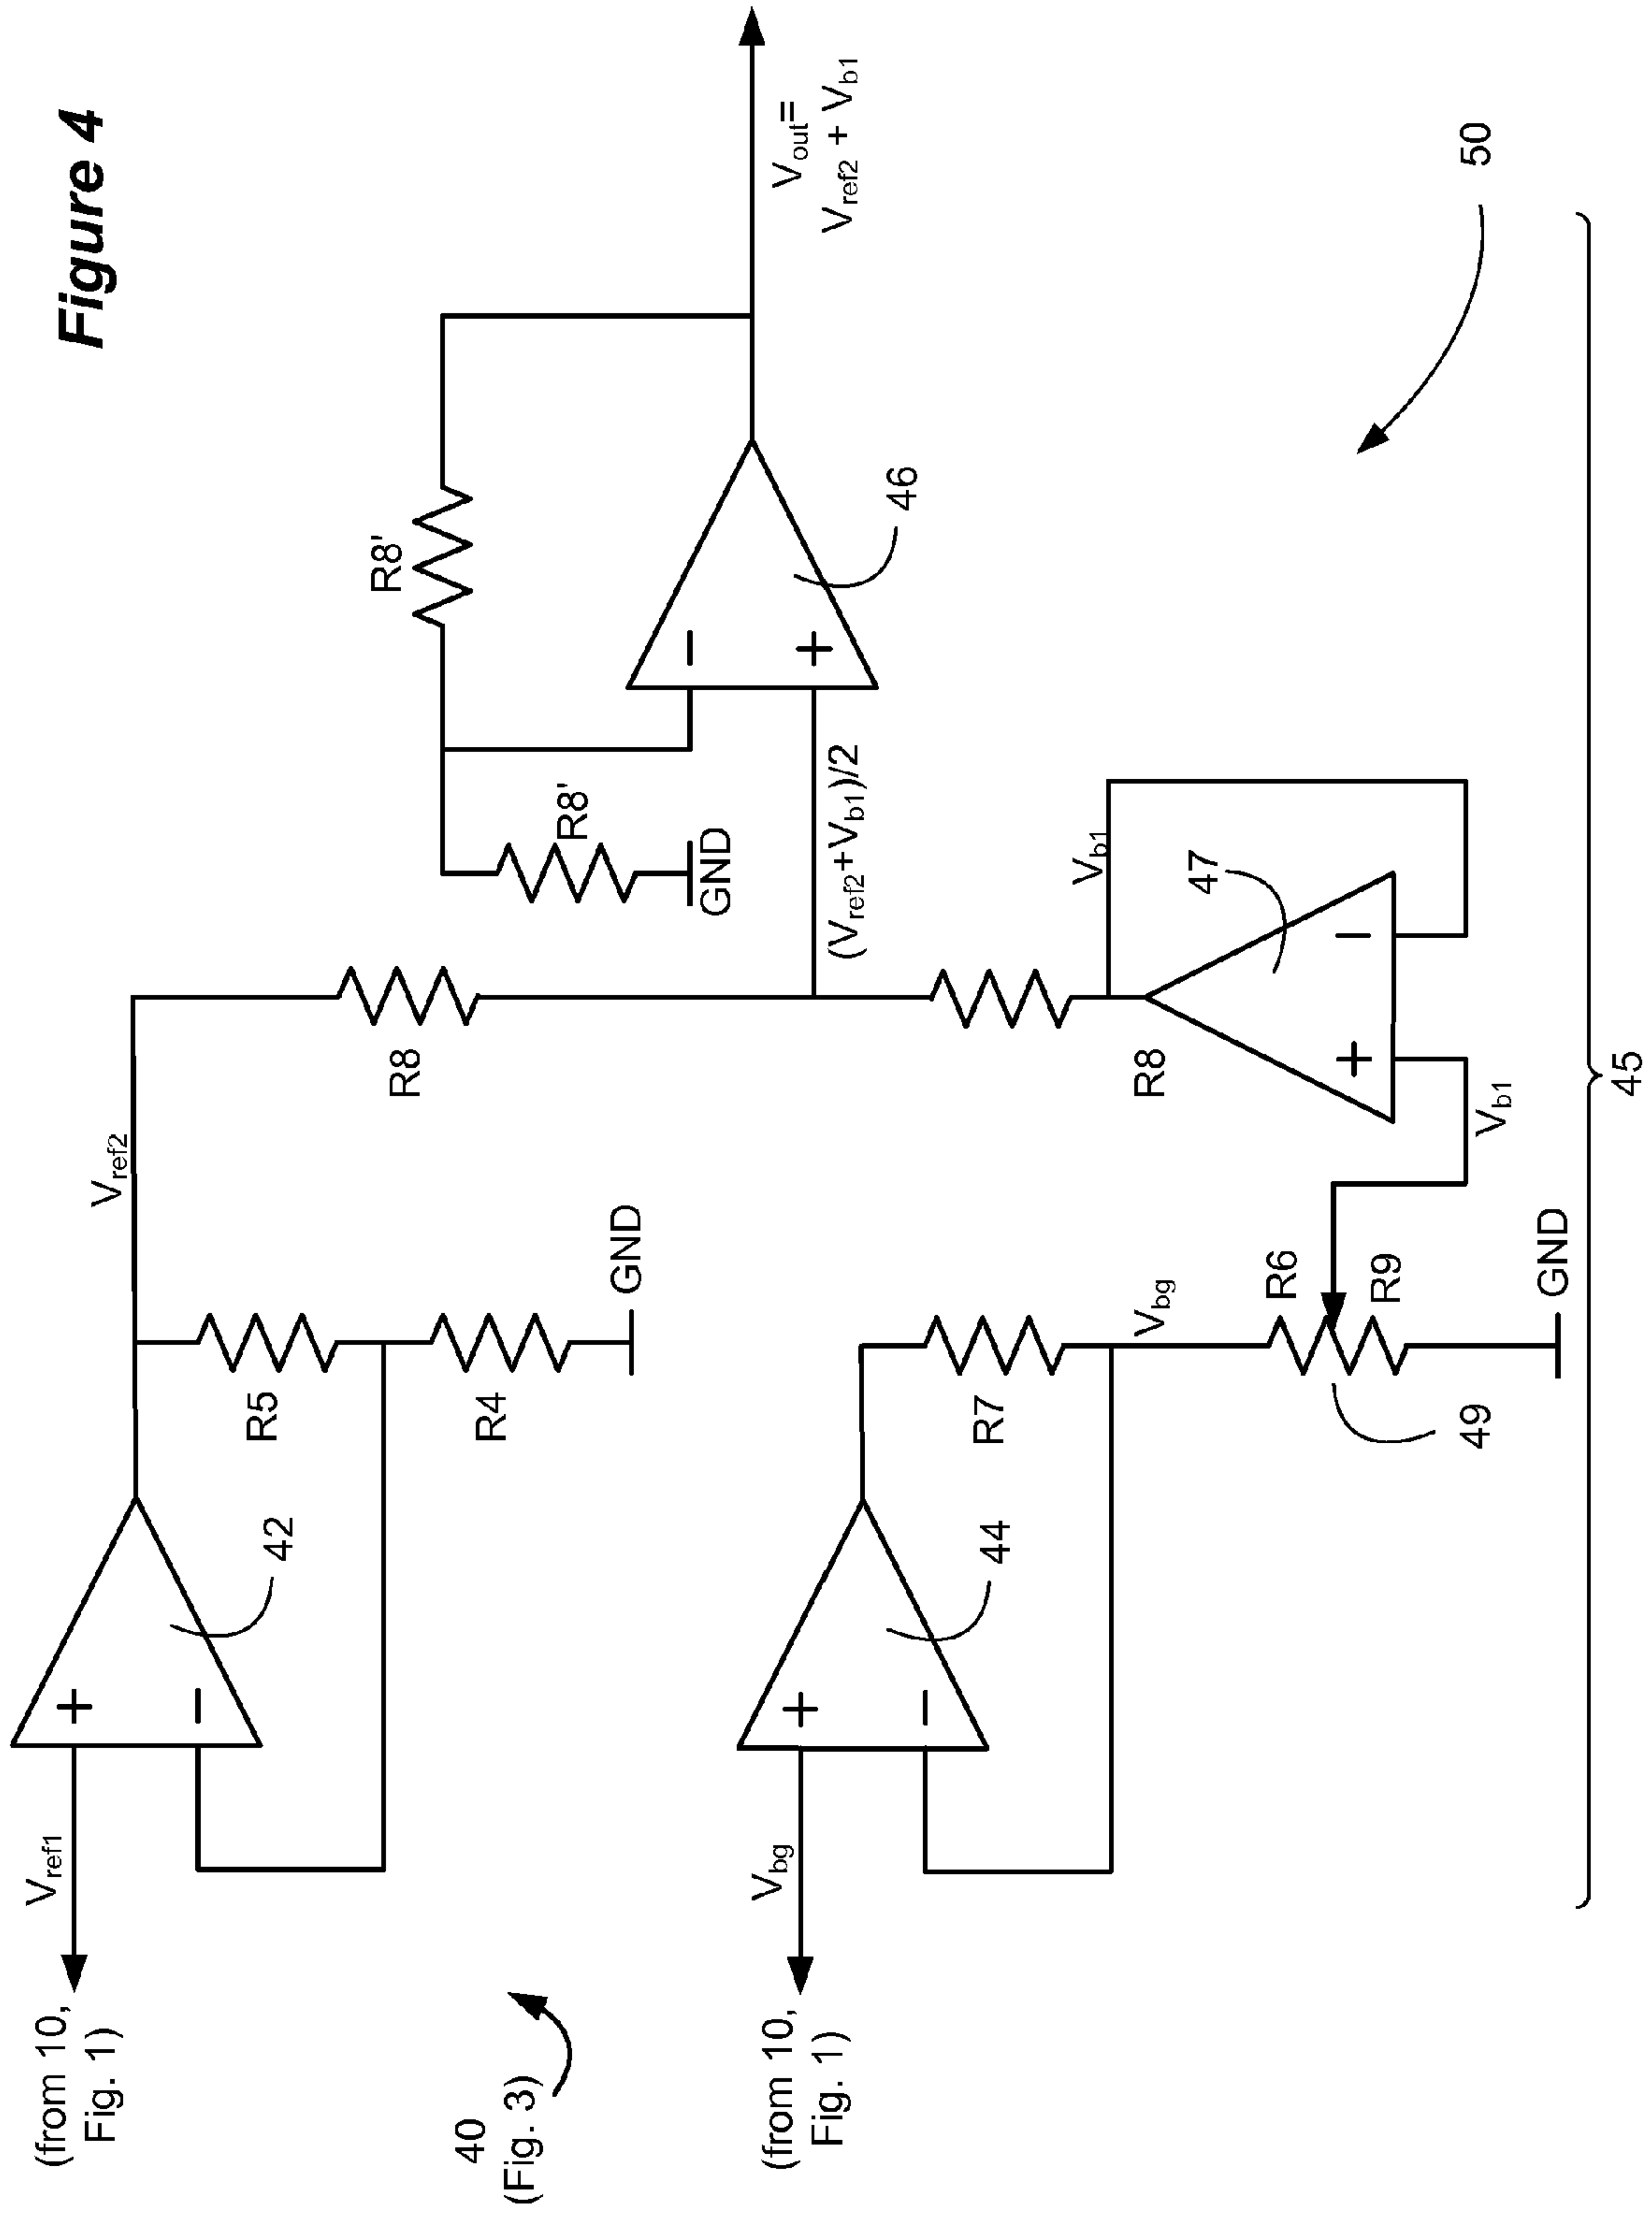 Figure 4
(from 10,
Fig. 1)
Vref1
+
−
42
Vref2
R5
R4
GND
R8
R8'
R8'
GND
−
+
46
Vout=
Vref2 + Vb1
(Vref2+Vb1)/2
40
(Fig. 3)
(from 10,
Fig. 1)
Vbg
+
−
44
R7
Vbg
R6
R9
49
GND
R8
Vb1
47
+
−
Vb1
50
45